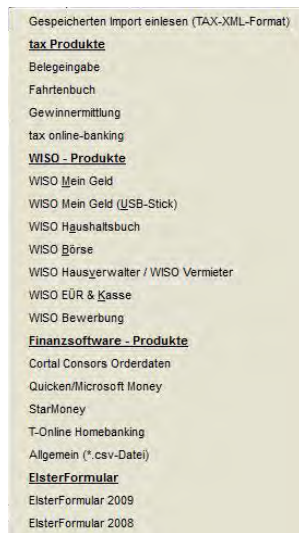 Gespeicherten Import einlesen (TAX-XML-Format)
tax Produkte
Belegeingabe
Fahrtenbuch
Gewinnermittlung
tax online-banking
WISO - Produkte
WISO Mein Geld
WISO Mein Geld (USB-Stick)
WISO Haushaltsbuch
WISO Börse
WISO Hausverwalter / WISO Vermieter
WISO EÜR & Kasse
WISO Bewerbung
Finanzsoftware - Produkte
Cortal Consors Orderdaten
Quicken/Microsoft Money
StarMoney
T-Online Homebanking
Allgemein (*.csv-Datei)
ElsterFormular
ElsterFormular 2009
ElsterFormular 2008